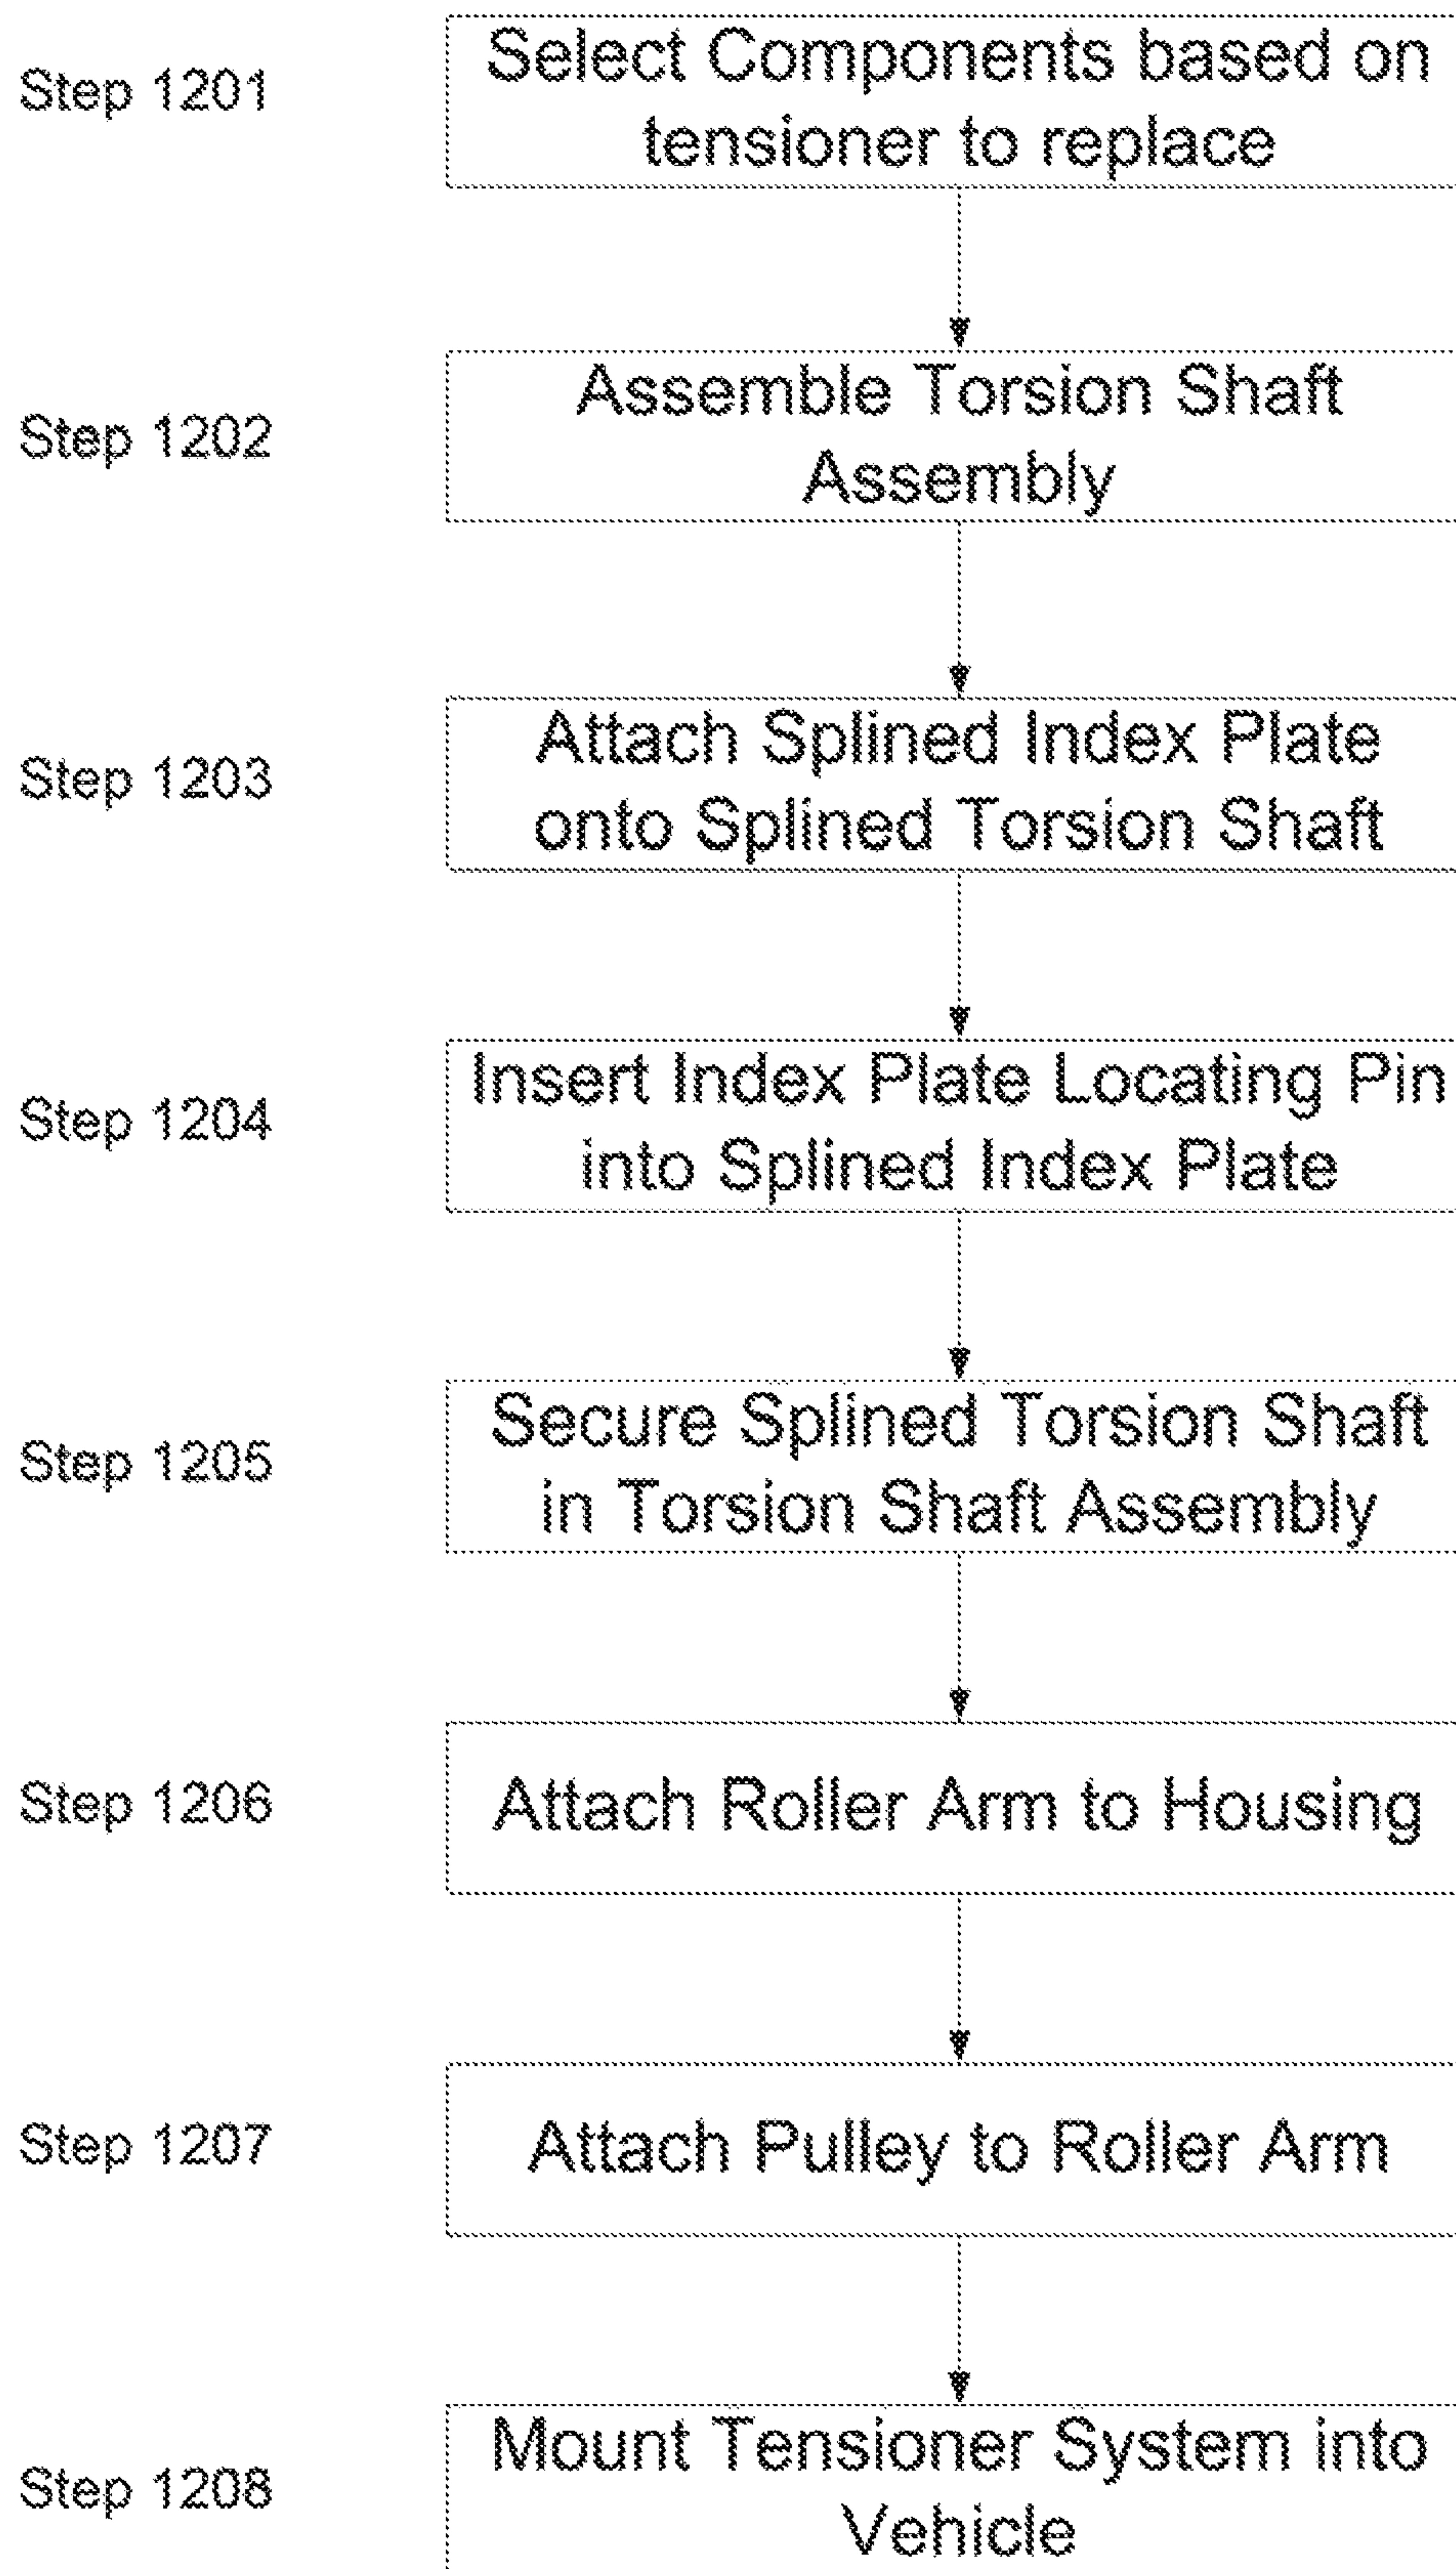 Step 1201
Select Components based on
tensioner to replace
Step 1202
Assemble Torsion Shaft
Assembly
Step 1203
Attach Splined Index Plate
onto Splined Torsion Shaft
Step 1204
Insert Index Plate Locating Pin
into Splined Index Plate
Step 1205
Secure Splined Torsion Shaft
in Torsion Shaft Assembly
Step 1206
Attach Roller Arm to Housing
Step 1207
Attach Pulley to Roller Arm
Step 1208
Mount Tensioner System into
Vehicle